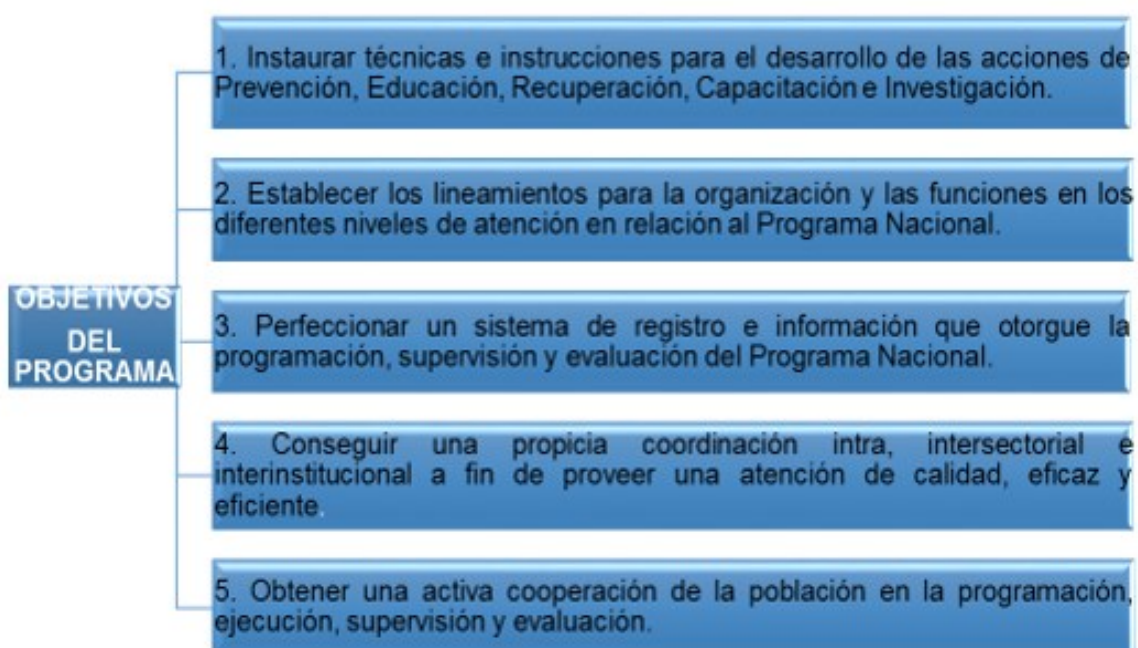 OBJETIVOS
DEL
PROGRAMA
1. Instaurar técnicas e instrucciones para el desarrollo de las acciones de
Prevención, Educación, Recuperación, Capacitación e Investigación.
2. Establecer los lineamientos para la organización y las funciones en los
diferentes niveles de atención en relación al Programa Nacional.
3. Perfeccionar un sistema de registro e información que otorgue la
programación, supervisión y evaluación del Programa Nacional.
4. Conseguir una propicia coordinación intra, intersectorial e
interinstitucional a fin de proveer una atención de calidad, eficaz y
eficiente.
5. Obtener una activa cooperación de la población en la programación,
ejecución, supervisión y evaluación.